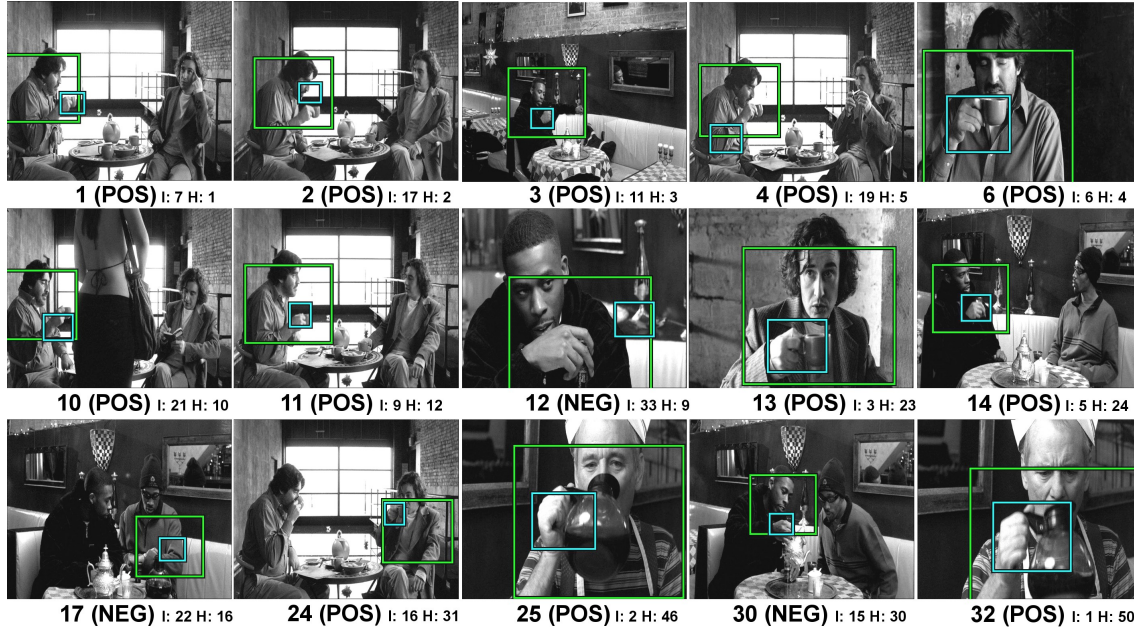 1 (POS) I: 7 H: 1
2 (POS) I: 17 H: 2
3 (POS) I: 11 H: 3
4 (POS) I: 19 H: 5
6 (POS) I: 6 H: 4
10 (POS) I: 21 H: 10
11 (POS) I: 9 H: 12
12 (NEG) I: 33 H: 9
13 (POS) I: 3 H: 23
14 (POS) I: 5 H: 24
17 (NEG) I: 22 H: 16
24 (POS) I: 16 H: 31
25 (POS) I: 2 H: 46
30 (NEG) I: 15 H: 30
32 (POS) I: 1 H: 50